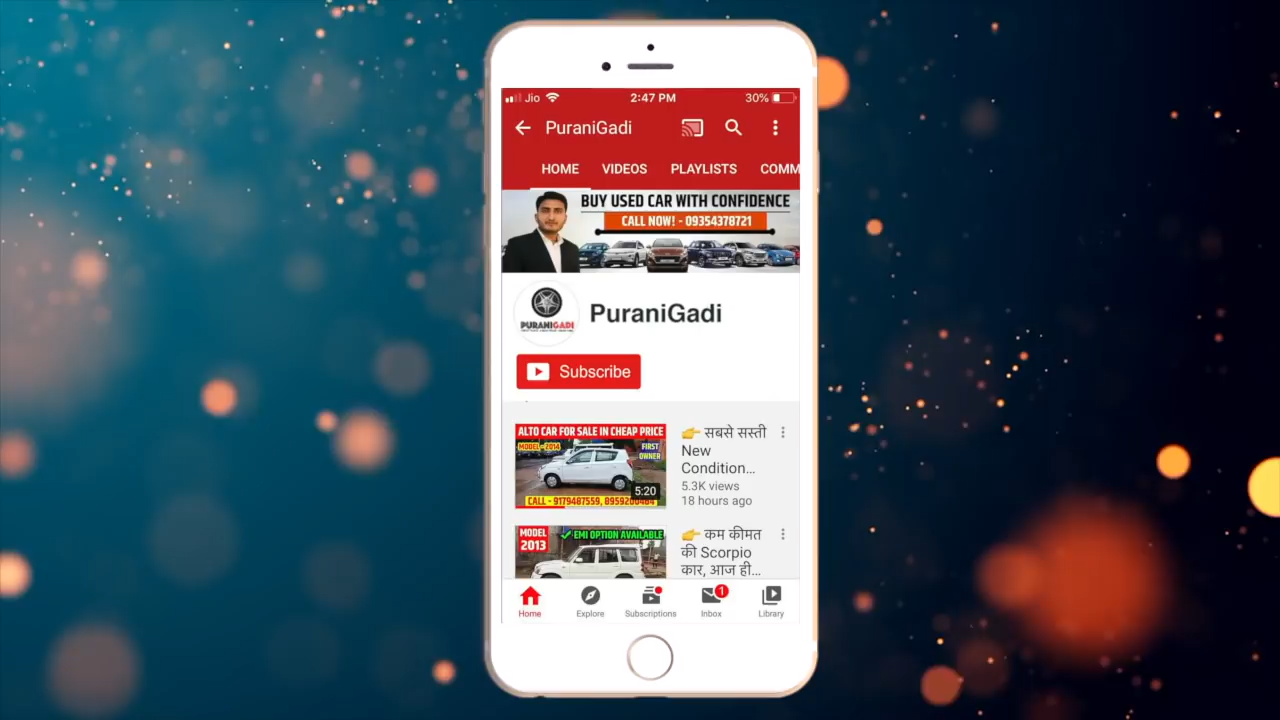 Jio
2:47 PM
30%
PuraniGadi
HOME
VIDEOS
PLAYLISTS
COMM
BUY USED CAR WITH CONFIDENCE
CALL NOW! - 09354378721
PURANIGADI
PuraniGadi
Subscribe
ALTO CAR FOR SALE IN CHEAP PRICE
MODEL - 2014
FIRST
OWNER
5:20
CALL - 9179487559, 8959200484
👉 सबसे सस्ती
New
Condition...
5.3K views
18 hours ago
MODEL
2013
✓ EMI OPTION AVAILABLE
👉 कम कीमत
की Scorpio
कार, आज ही...
Home
Explore
Subscriptions
1
Inbox
Library